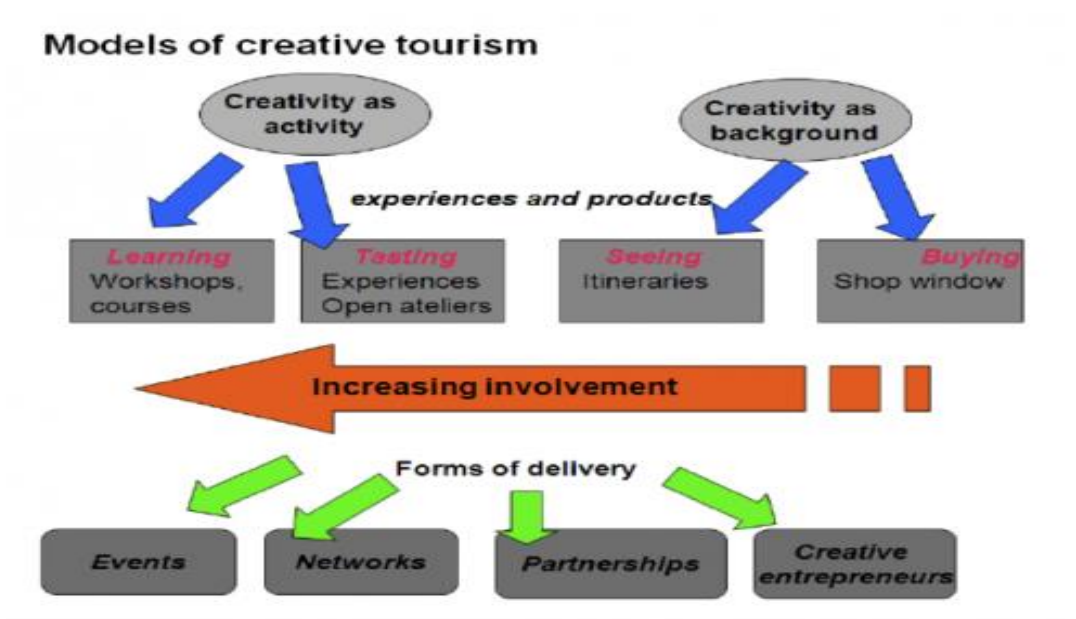 Models of creative tourism
Creativity as
activity
Creativity as
background
experiences and products
Learning
Workshops,
courses
Tasting
Experiences
Open ateliers
Seeing
Itineraries
Buying
Shop window
Increasing involvement
Forms of delivery
Events
Networks
Partnerships
Creative
entrepreneurs